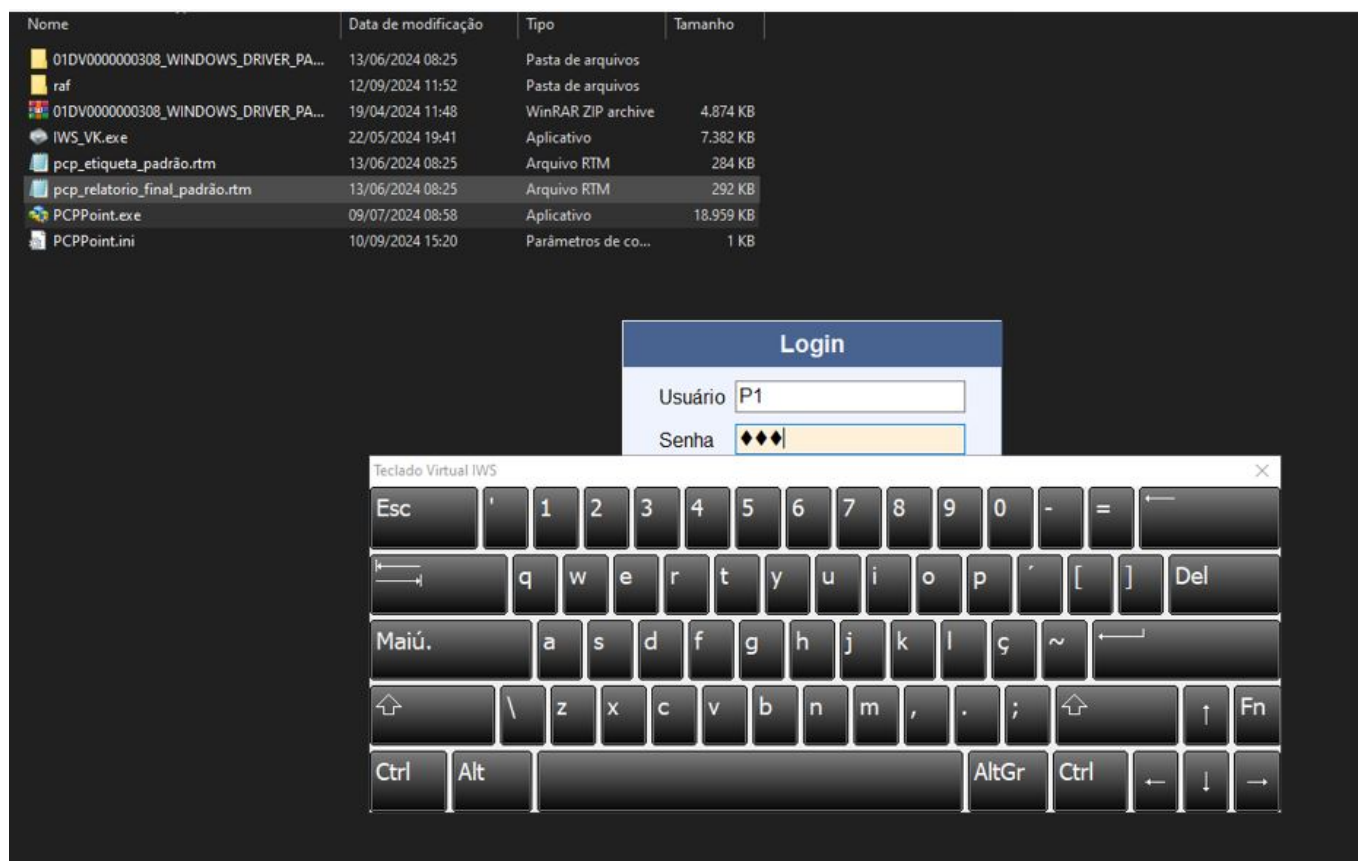 Nome Data de modificação Tipo Tamanho
01DV0000000308_WINDOWS_DRIVER_PA... 13/06/2024 08:25 Pasta de arquivos
raf 12/09/2024 11:52 Pasta de arquivos
01DV0000000308_WINDOWS_DRIVER_PA... 19/04/2024 11:48 WinRAR ZIP archive 4.874 KB
IWS_VK.exe 22/05/2024 19:41 Aplicativo 7.382 KB
pcp_etiqueta_padrão.rtm 13/06/2024 08:25 Arquivo RTM 284 KB
pcp_relatorio_final_padrão.rtm 13/06/2024 08:25 Arquivo RTM 292 KB
PCPPoint.exe 09/07/2024 08:58 Aplicativo 18.959 KB
PCPPoint.ini 10/09/2024 15:20 Parâmetros de co... 1 KB
Login
Usuário P1
Senha ♦♦♦
Teclado Virtual IWS
Esc ' 1 2 3 4 5 6 7 8 9 0 - = ←
q w e r t y u i o p ´ [ ] Del
Maiú. a s d f g h j k l ç ~
\ z x c v b n m , . ; ↑ Fn
Ctrl Alt AltGr Ctrl ← ↓ →